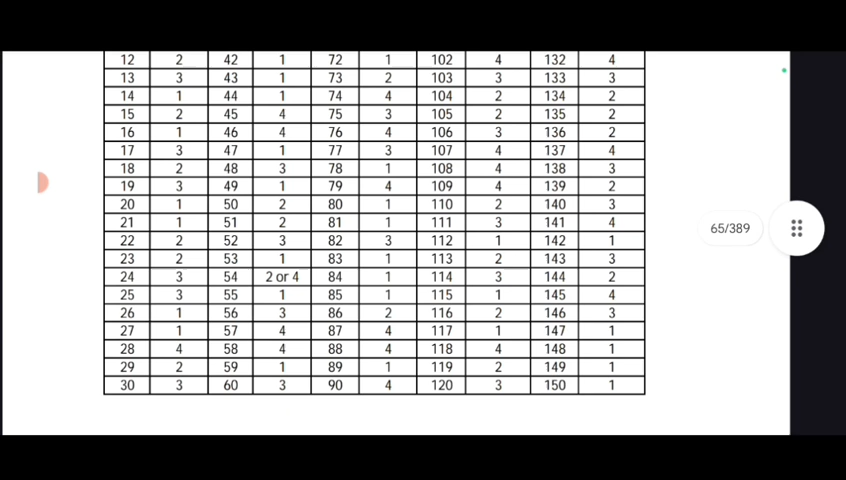 12 2 42 1 72 1 102 4 132 4
13 3 43 1 73 2 103 3 133 3
14 1 44 1 74 4 104 2 134 2
15 2 45 4 75 3 105 2 135 2
16 1 46 4 76 4 106 3 136 2
17 3 47 1 77 3 107 4 137 4
18 2 48 3 78 1 108 4 138 3
19 3 49 1 79 4 109 4 139 2
20 1 50 2 80 1 110 2 140 3
21 1 51 2 81 1 111 3 141 4
22 2 52 3 82 3 112 1 142 1
23 2 53 1 83 1 113 2 143 3
24 3 54 2 or 4 84 1 114 3 144 2
25 3 55 1 85 1 115 1 145 4
26 1 56 3 86 2 116 2 146 3
27 1 57 4 87 4 117 1 147 1
28 4 58 4 88 4 118 4 148 1
29 2 59 1 89 1 119 2 149 1
30 3 60 3 90 4 120 3 150 1
65/389